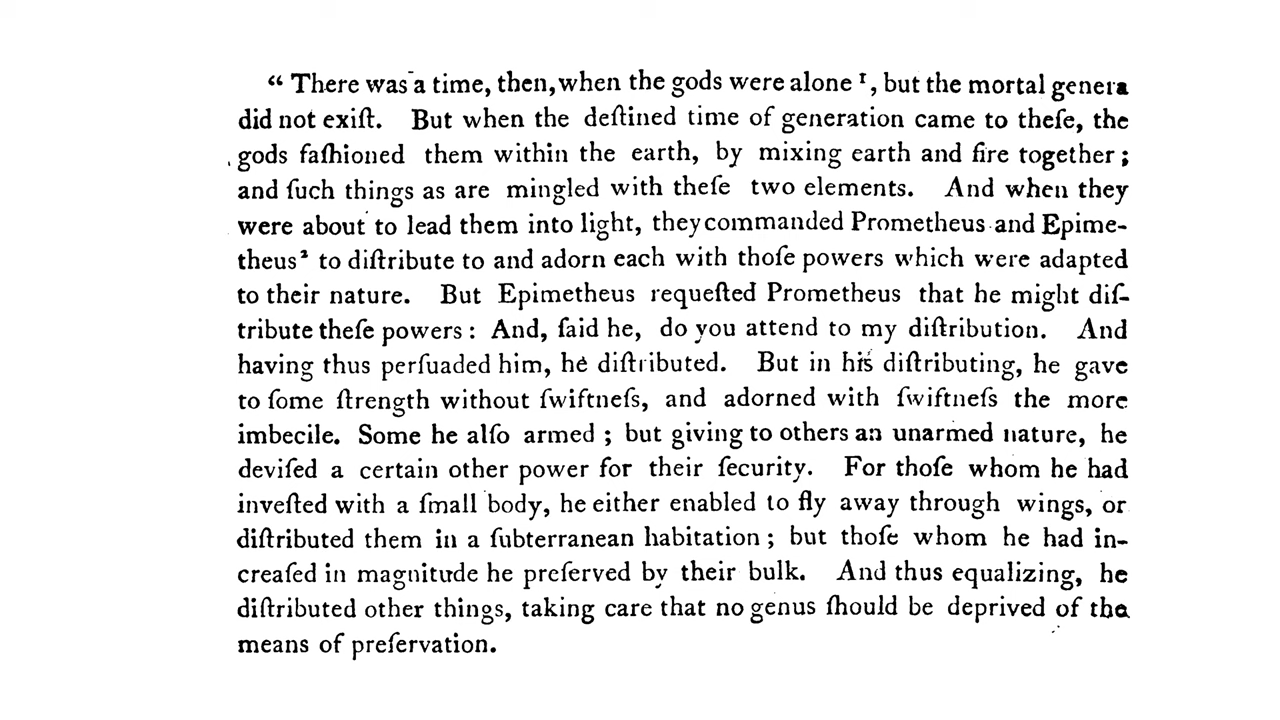 “ There was a time, then, when the gods were alone ¹, but the mortal genera
did not exiſt. But when the deſtined time of generation came to theſe, the
gods faſhioned them within the earth, by mixing earth and fire together ;
and ſuch things as are mingled with theſe two elements. And when they
were about to lead them into light, they commanded Prometheus and Epime-
theus² to diſtribute to and adorn each with thoſe powers which were adapted
to their nature. But Epimetheus requeſted Prometheus that he might diſ-
tribute theſe powers : And, ſaid he, do you attend to my diſtribution. And
having thus perſuaded him, he diſtributed. But in his diſtributing, he gave
to ſome ſtrength without ſwiftneſs, and adorned with ſwiftneſs the more
imbecile. Some he alſo armed ; but giving to others an unarmed nature, he
deviſed a certain other power for their ſecurity. For thoſe whom he had
inveſted with a ſmall body, he either enabled to fly away through wings, or
diſtributed them in a ſubterranean habitation ; but thoſe whom he had in-
creaſed in magnitude he preſerved by their bulk. And thus equalizing, he
diſtributed other things, taking care that no genus ſhould be deprived of the
means of preſervation.